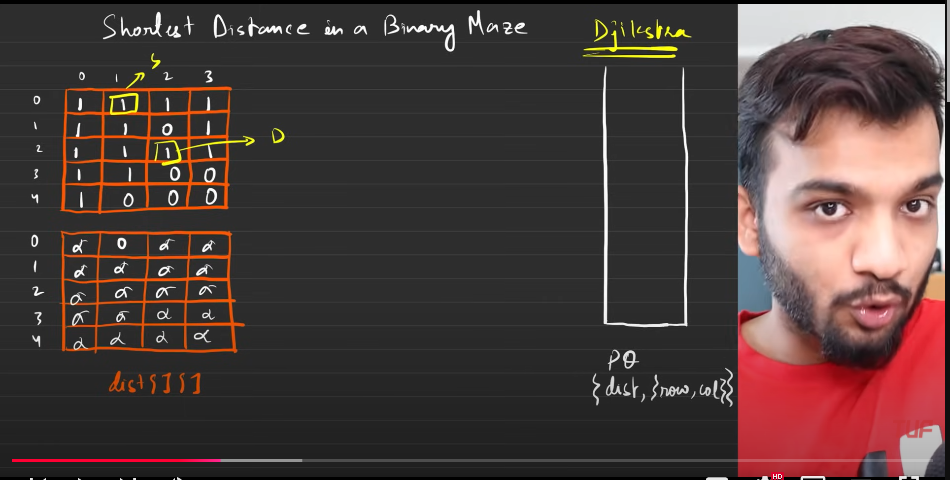 Shortest Distance in a Binary Maze
Djikstra
S
0 1 2 3
0 1 1 1 1
1 1 1 0 1
2 1 1 1 1
D
3 1 1 0 0
4 1 0 0 0
0 α 0 α α
1 α α α α
2 α α α α
3 α α α α
4 α α α α
dist[][]
PQ
{dist, {row, col}}
HD